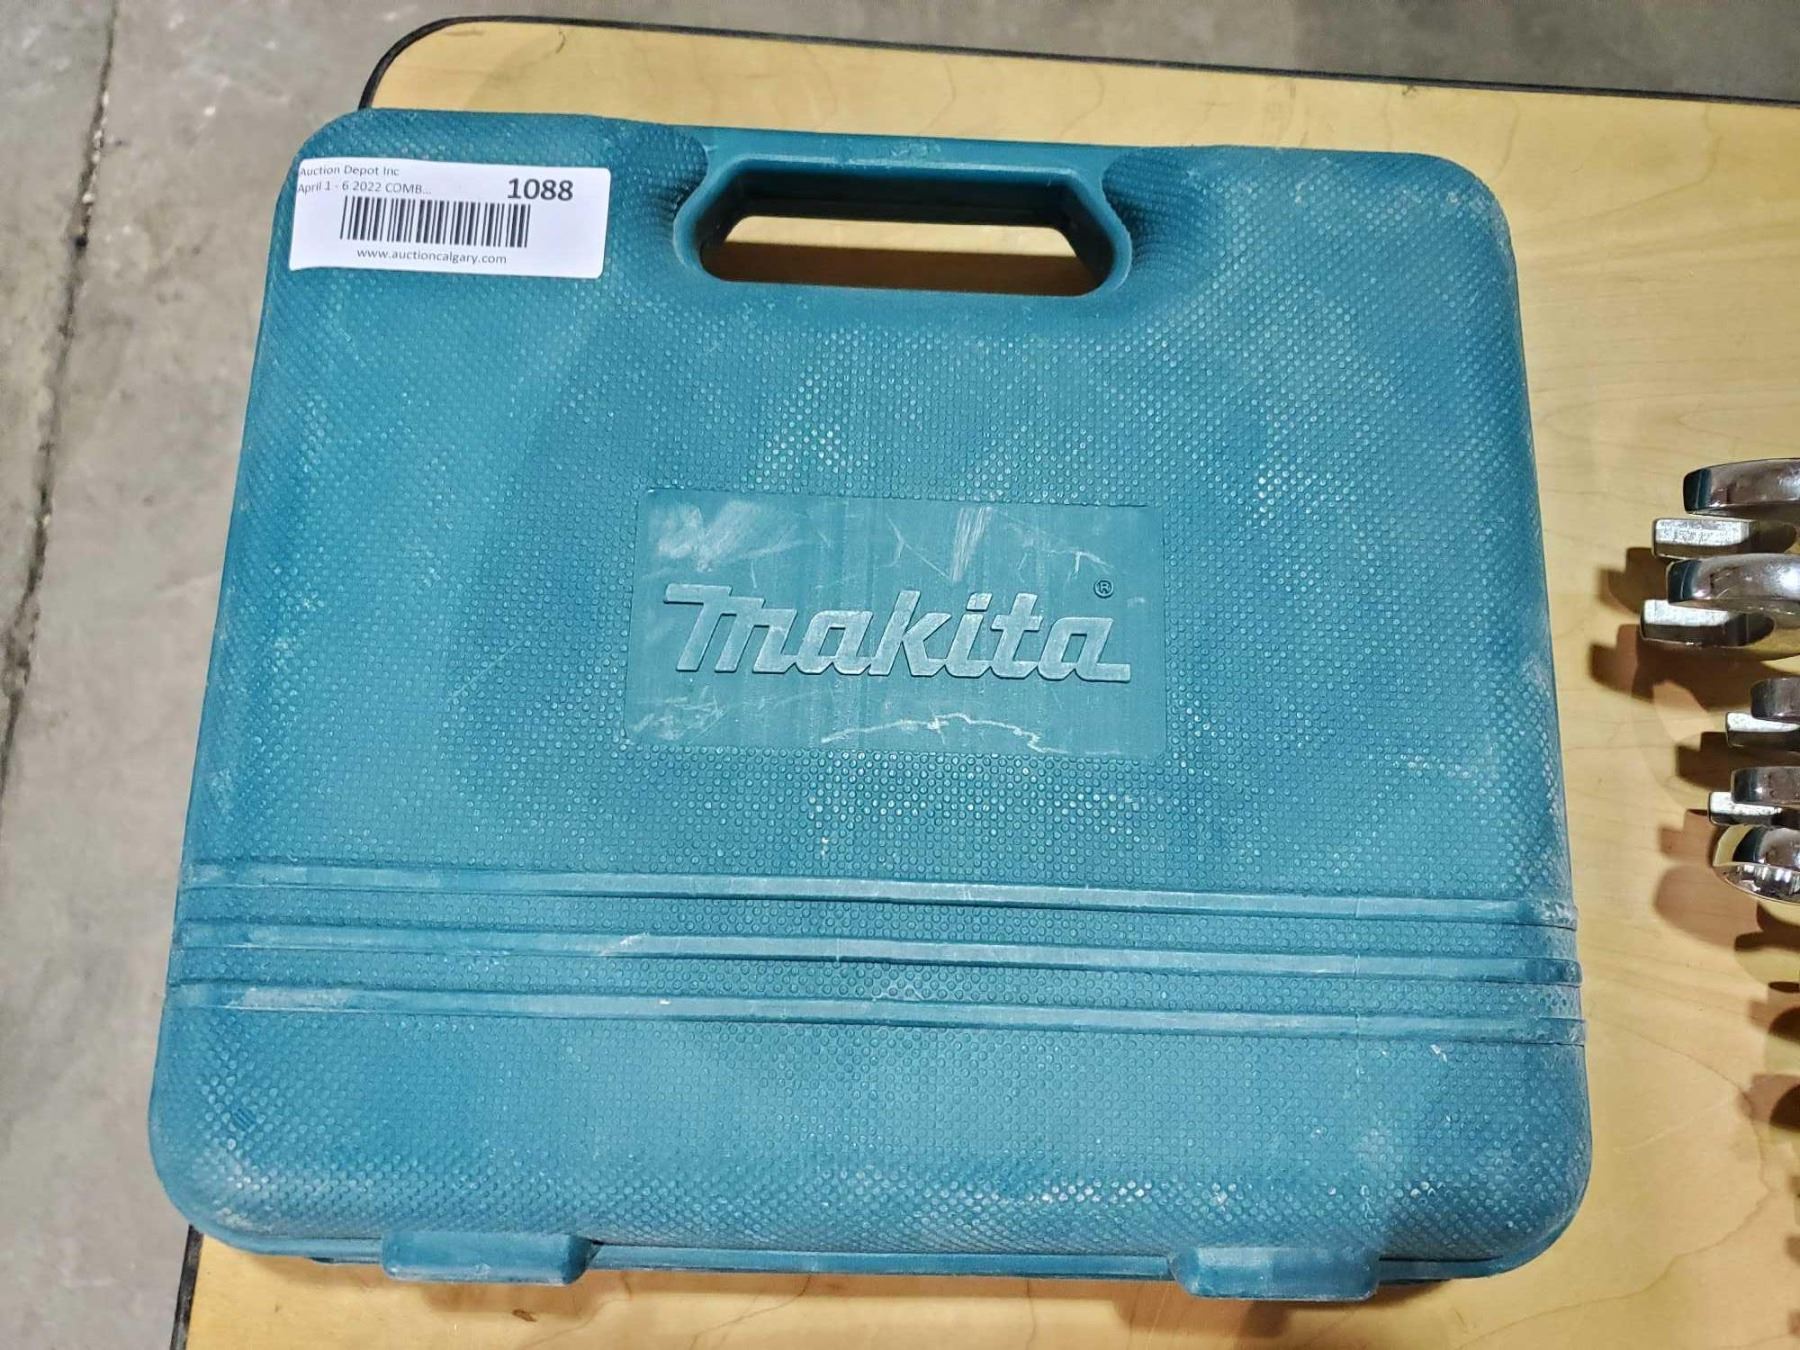 Auction Depot Inc
April 1 - 6 2022 COMB...
1088
www.auctioncalgary.com
makita®